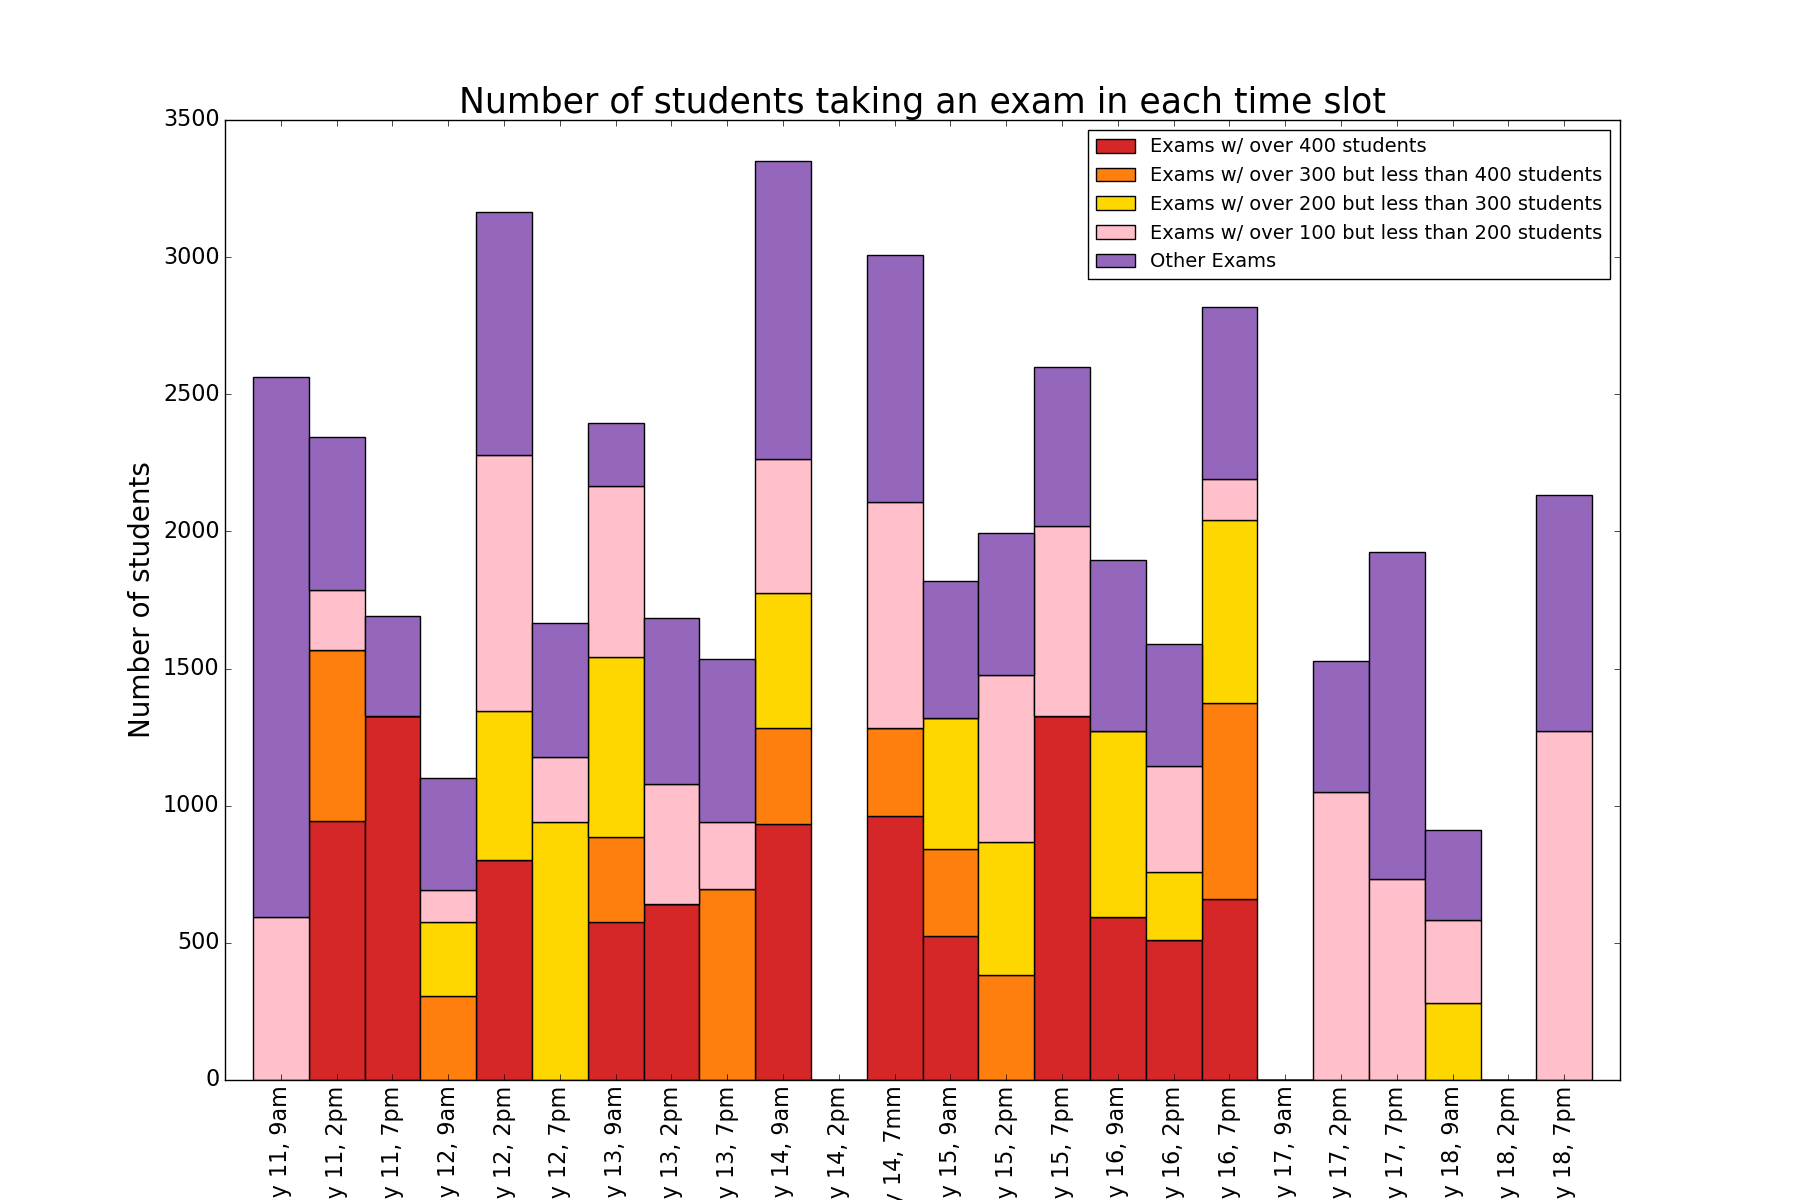 Number of students taking an exam in each time slot
Exams w/ over 400 students
Exams w/ over 300 but less than 400 students
Exams w/ over 200 but less than 300 students
Exams w/ over 100 but less than 200 students
Other Exams
Number of students
3500
3000
2500
2000
1500
1000
500
0
y 11, 9am
y 11, 2pm
y 11, 7pm
y 12, 9am
y 12, 2pm
y 12, 7pm
y 13, 9am
y 13, 2pm
y 13, 7pm
y 14, 9am
y 14, 2pm
y 14, 7mm
y 15, 9am
y 15, 2pm
y 15, 7pm
y 16, 9am
y 16, 2pm
y 16, 7pm
y 17, 9am
y 17, 2pm
y 17, 7pm
y 18, 9am
y 18, 2pm
y 18, 7pm